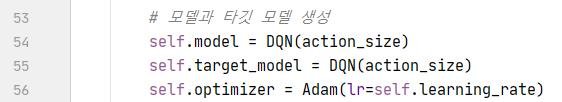 53 # 모델과 타깃 모델 생성
54 self.model = DQN(action_size)
55 self.target_model = DQN(action_size)
56 self.optimizer = Adam(lr=self.learning_rate)